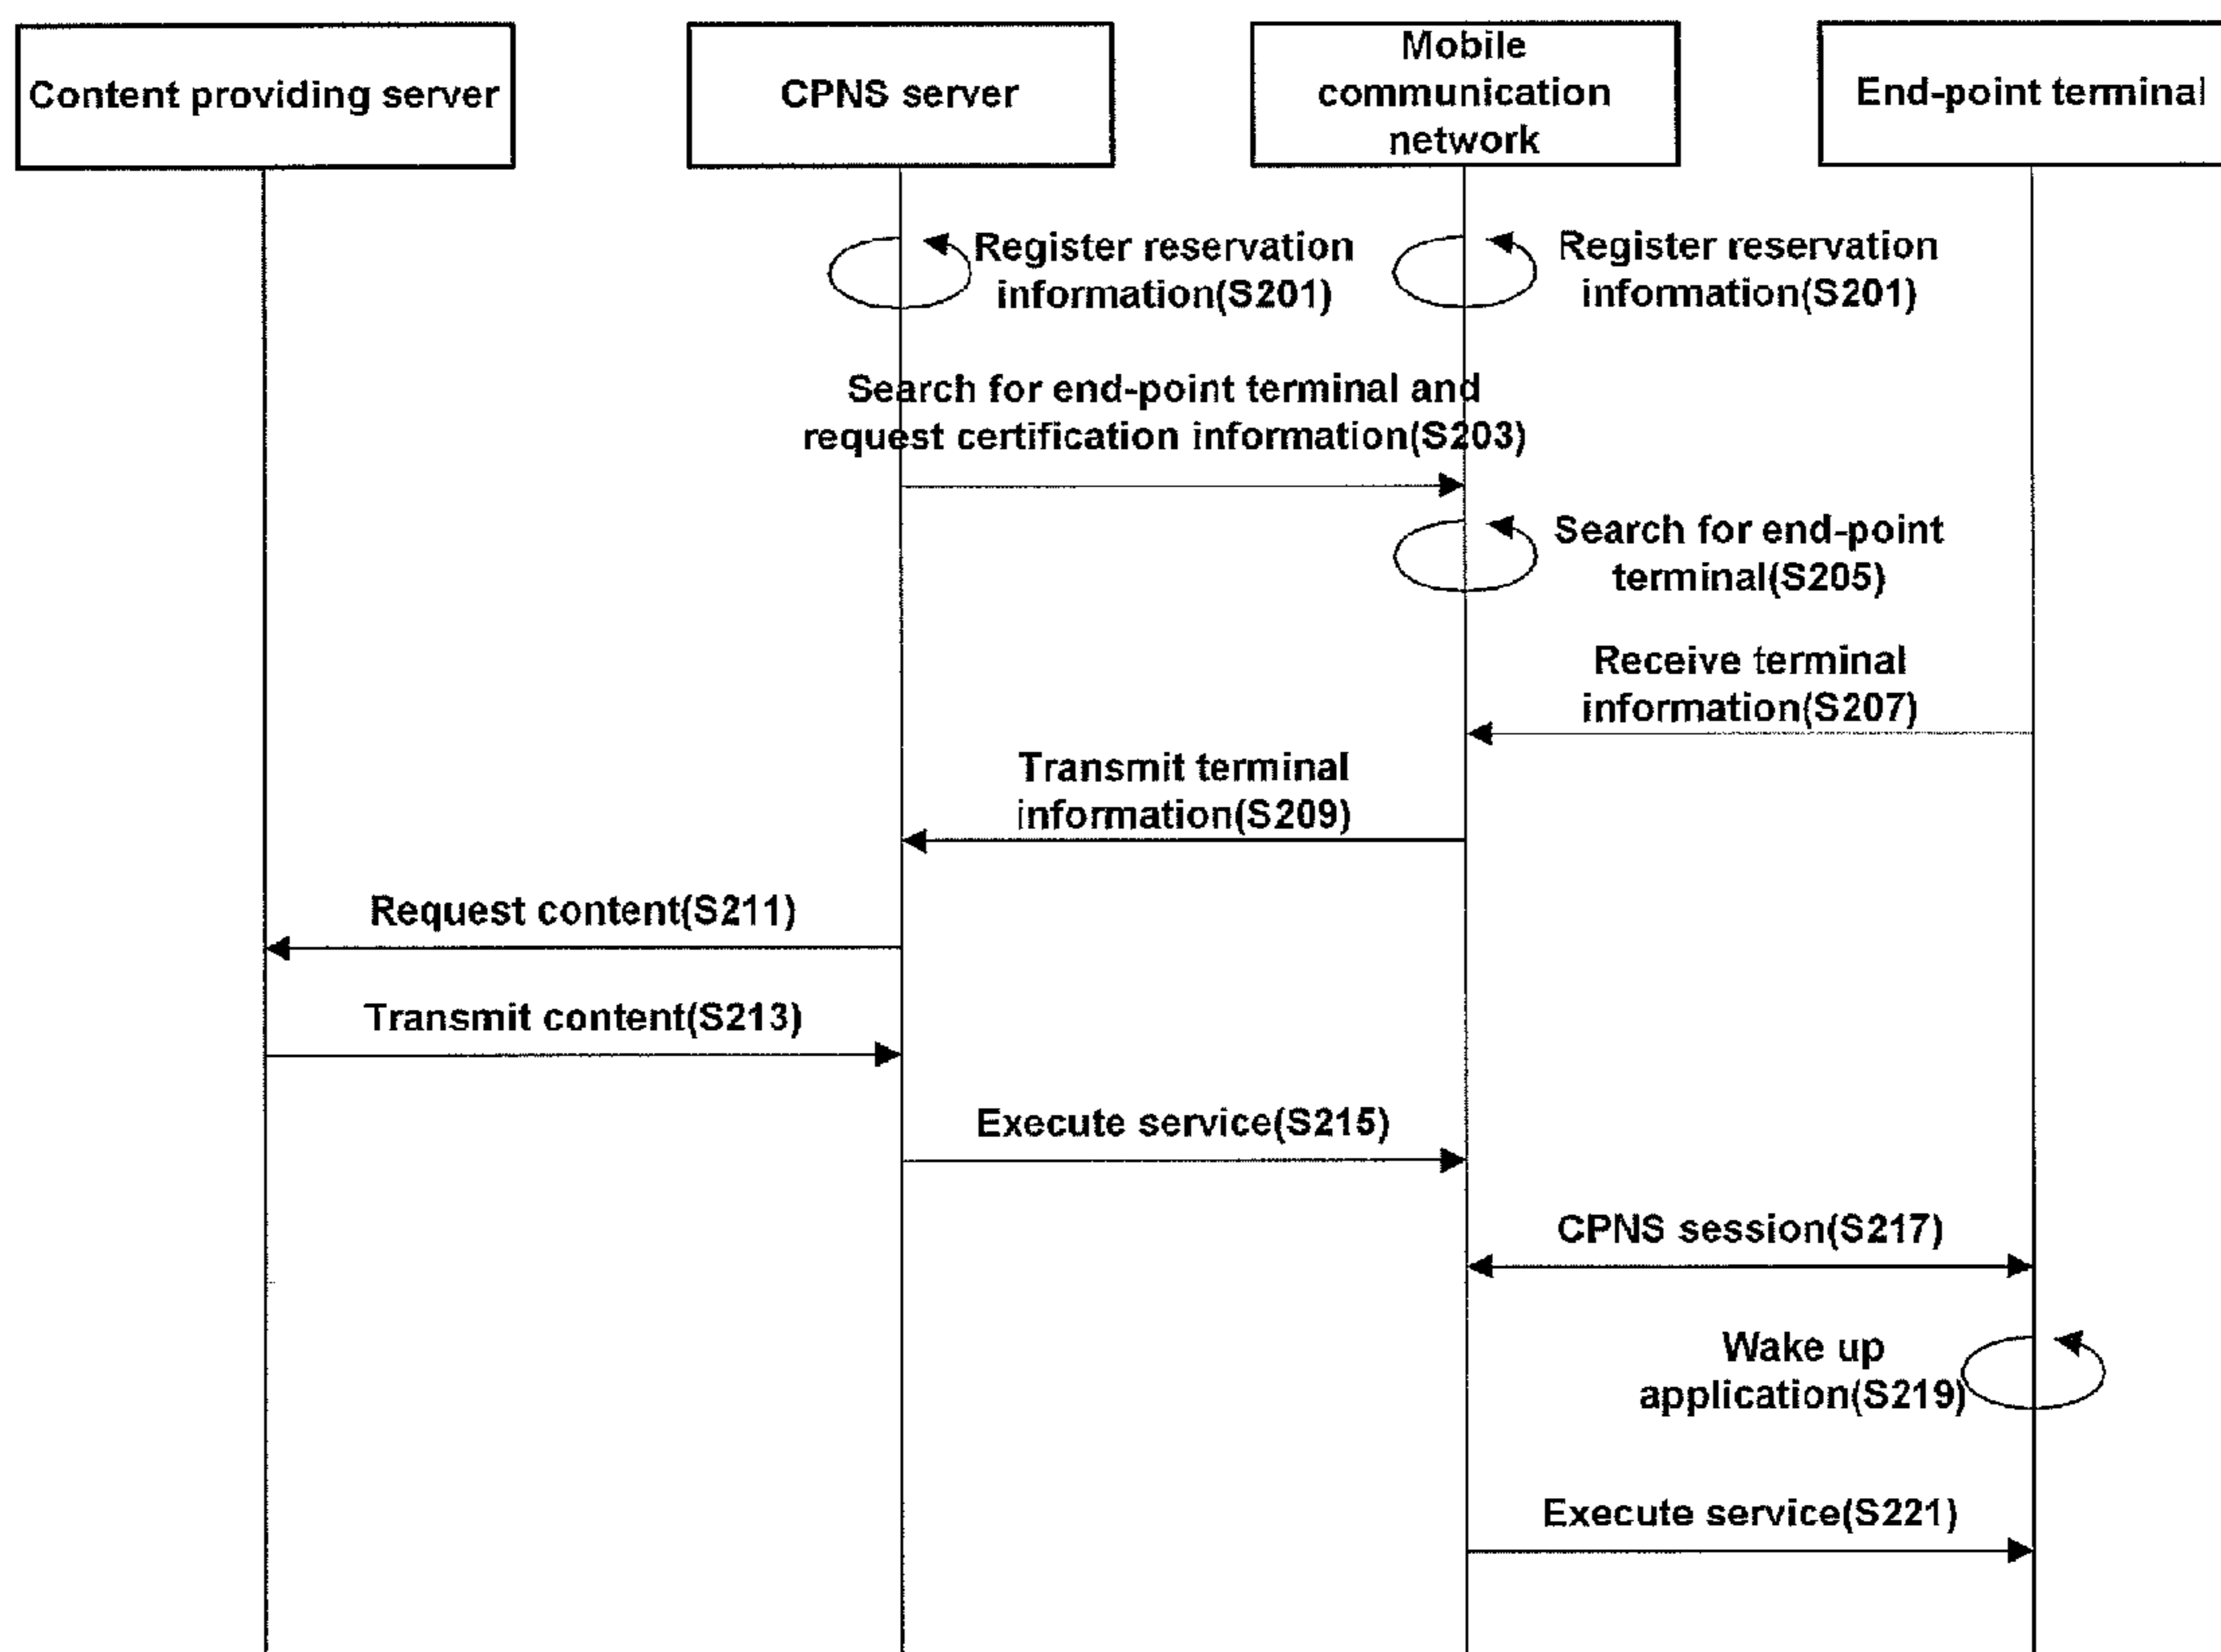 Content providing server
CPNS server
Mobile
communication
network
End-point terminal
Register reservation
information(S201)
Register reservation
information(S201)
Search for end-point terminal and
request certification information(S203)
Search for end-point
terminal(S205)
Receive terminal
information(S207)
Transmit terminal
information(S209)
Request content(S211)
Transmit content(S213)
Execute service(S215)
CPNS session(S217)
Wake up
application(S219)
Execute service(S221)